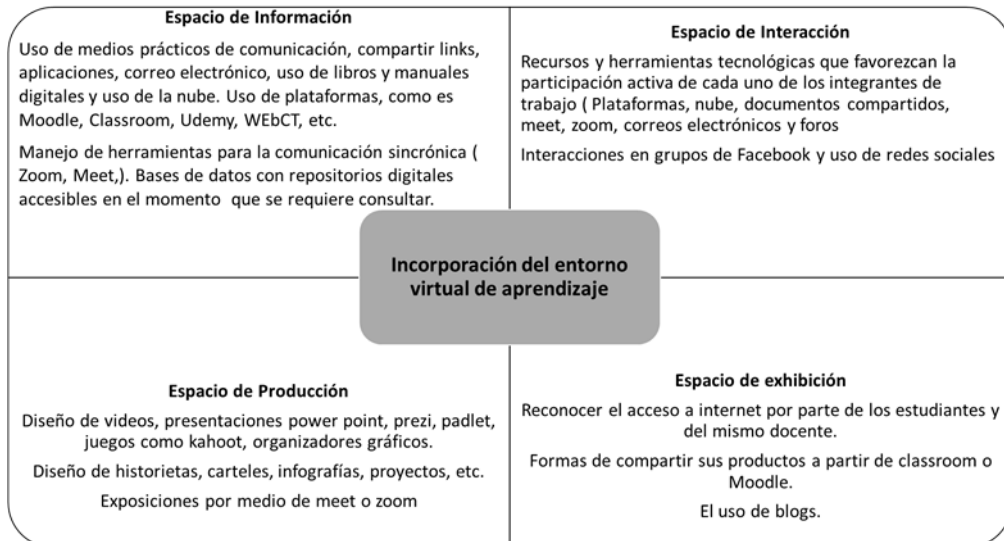 Espacio de Información
Uso de medios prácticos de comunicación, compartir links,
aplicaciones, correo electrónico, uso de libros y manuales
digitales y uso de la nube. Uso de plataformas, como es
Moodle, Classroom, Udemy, WEbCT, etc.
Manejo de herramientas para la comunicación sincrónica (
Zoom, Meet,). Bases de datos con repositorios digitales
accesibles en el momento que se requiere consultar.
Espacio de Interacción
Recursos y herramientas tecnológicas que favorezcan la
participación activa de cada uno de los integrantes de
trabajo ( Plataformas, nube, documentos compartidos,
meet, zoom, correos electrónicos y foros
Interacciones en grupos de Facebook y uso de redes sociales
Incorporación del entorno
virtual de aprendizaje
Espacio de Producción
Diseño de videos, presentaciones power point, prezi, padlet,
juegos como kahoot, organizadores gráficos.
Diseño de historietas, carteles, infografías, proyectos, etc.
Exposiciones por medio de meet o zoom
Espacio de exhibición
Reconocer el acceso a internet por parte de los estudiantes y
del mismo docente.
Formas de compartir sus productos a partir de classroom o
Moodle.
El uso de blogs.